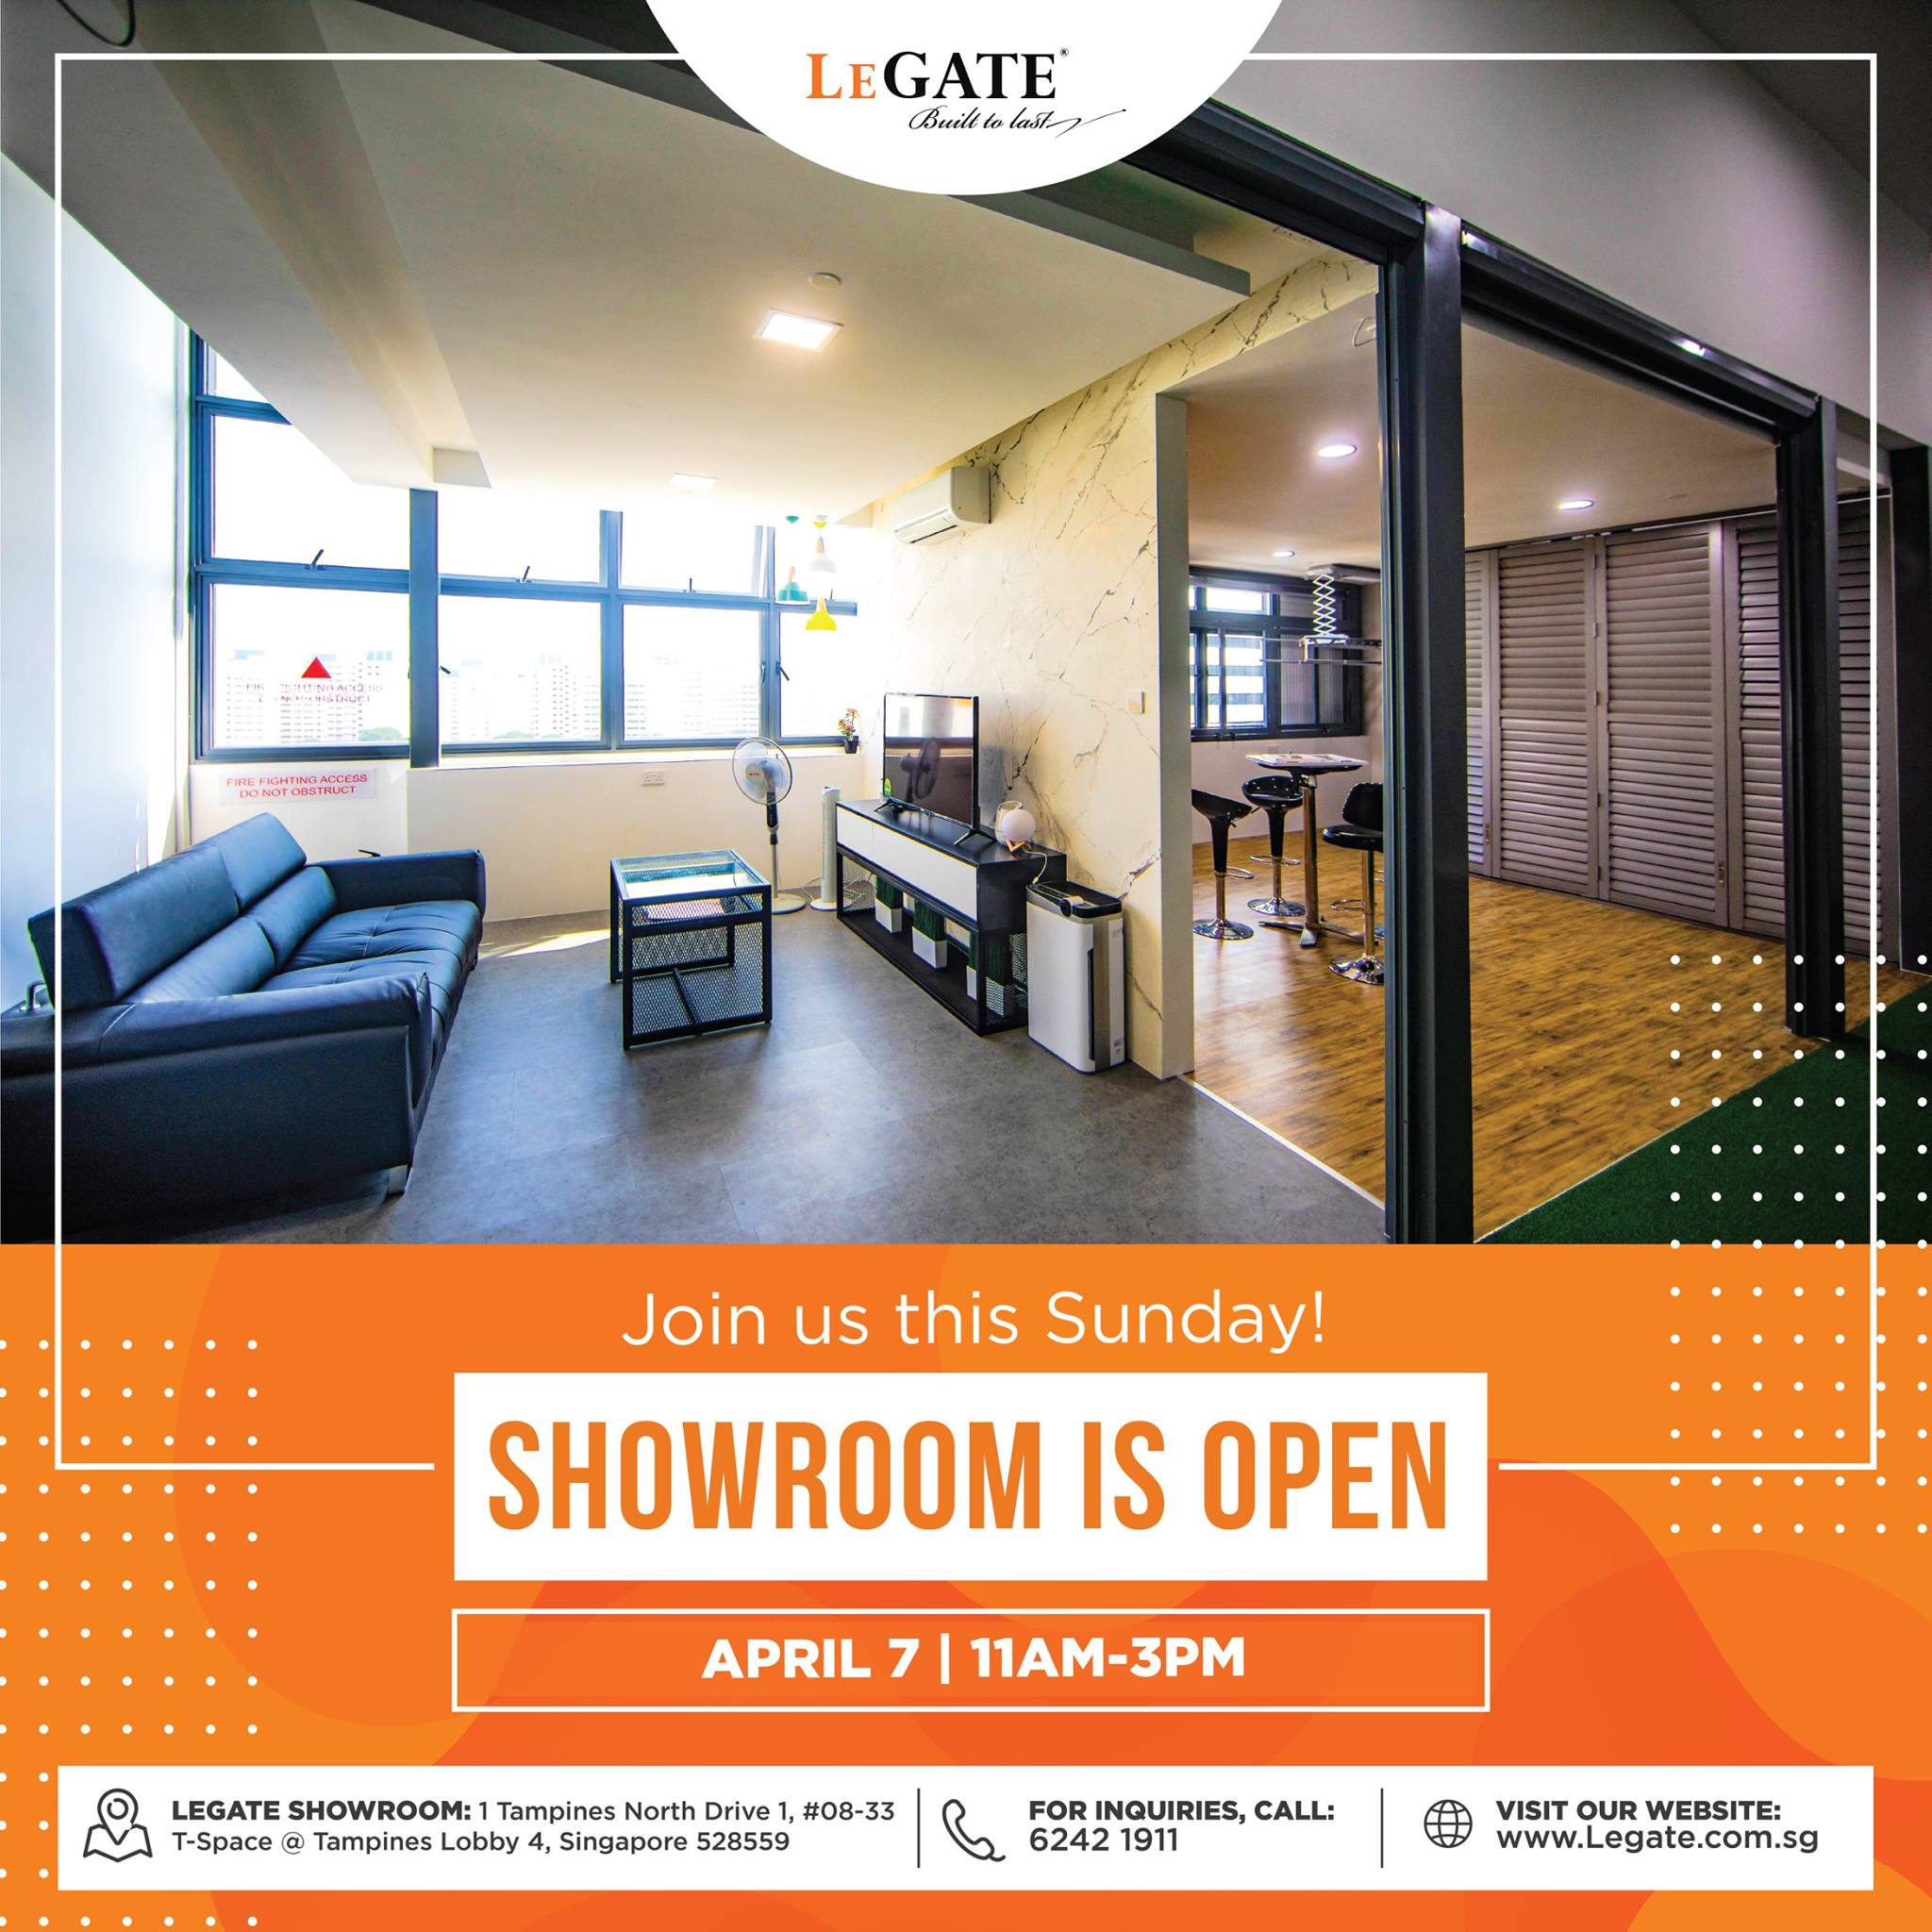 LEGATE®
Built to last
FIRE FIGHTING ACCESS
DO NOT OBSTRUCT
Join us this Sunday!
SHOWROOM IS OPEN
APRIL 7 | 11AM-3PM
LEGATE SHOWROOM: 1 Tampines North Drive 1, #08-33
T-Space @ Tampines Lobby 4, Singapore 528559
FOR INQUIRIES, CALL:
6242 1911
VISIT OUR WEBSITE:
www.Legate.com.sg